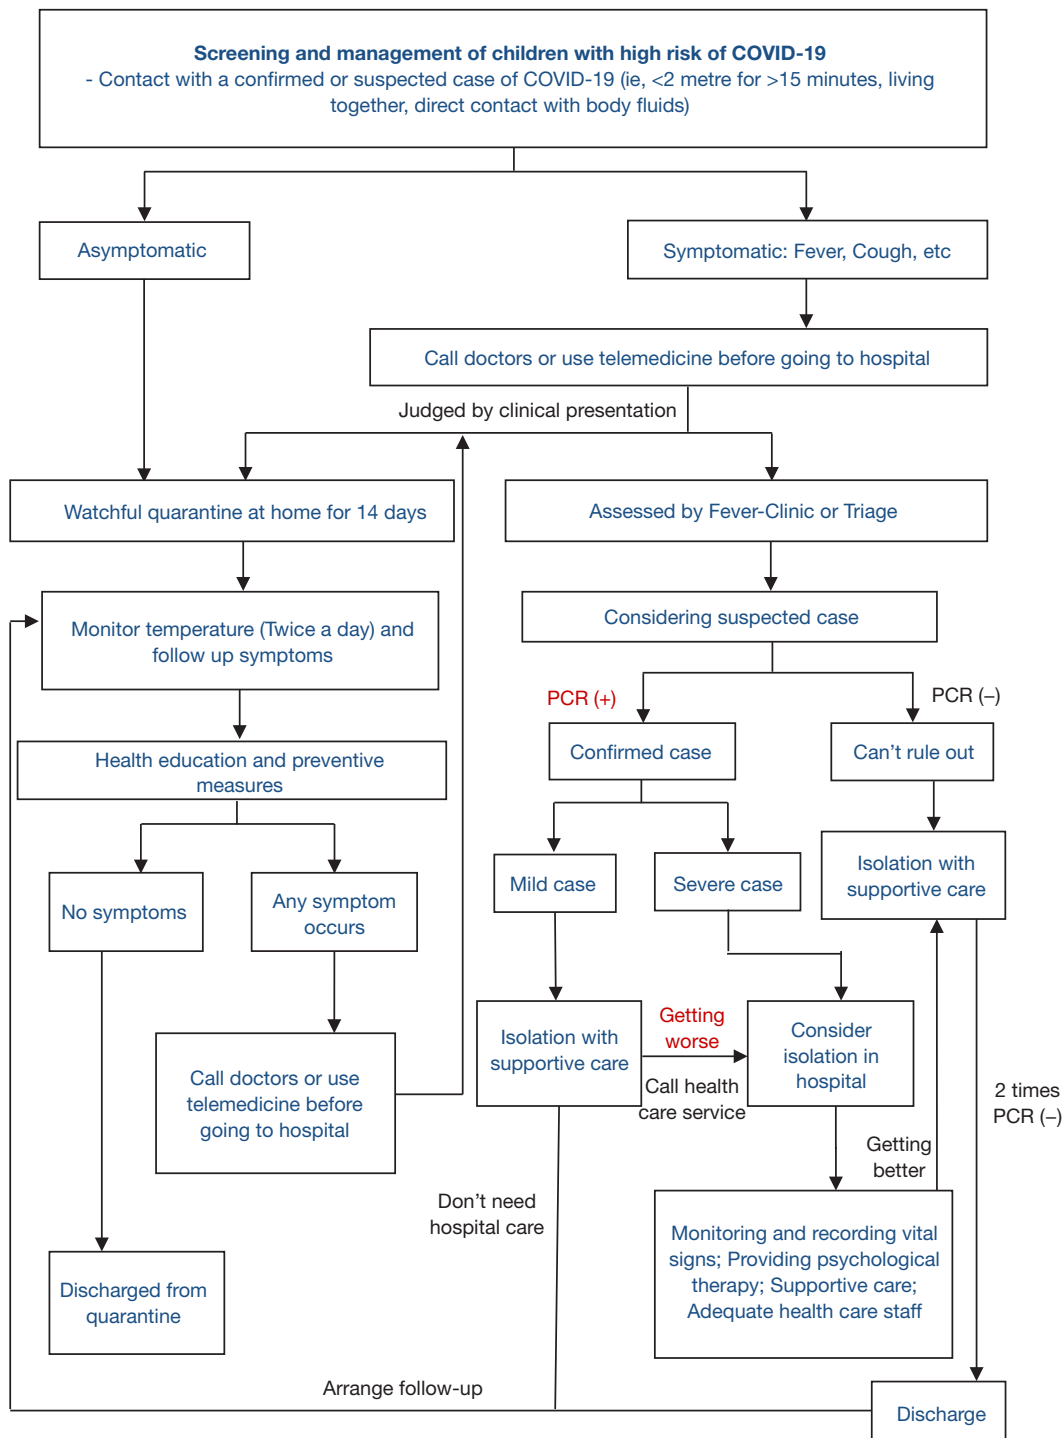 Screening and management of children with high risk of COVID-19
- Contact with a confirmed or suspected case of COVID-19 (ie, <2 metre for >15 minutes, living
together, direct contact with body fluids)
Asymptomatic
Symptomatic: Fever, Cough, etc
Call doctors or use telemedicine before going to hospital
Judged by clinical presentation
Watchful quarantine at home for 14 days
Assessed by Fever-Clinic or Triage
Monitor temperature (Twice a day) and
follow up symptoms
Considering suspected case
PCR (+)
PCR (–)
Health education and preventive
measures
Confirmed case
Can't rule out
No symptoms
Any symptom
occurs
Mild case
Severe case
Isolation with
supportive care
Call doctors or use
telemedicine before
going to hospital
Isolation with
supportive care
Getting
worse
Call health
care service
Consider
isolation in
hospital
2 times
PCR (–)
Getting
better
Don't need
hospital care
Monitoring and recording vital
signs; Providing psychological
therapy; Supportive care;
Adequate health care staff
Discharged from
quarantine
Arrange follow-up
Discharge